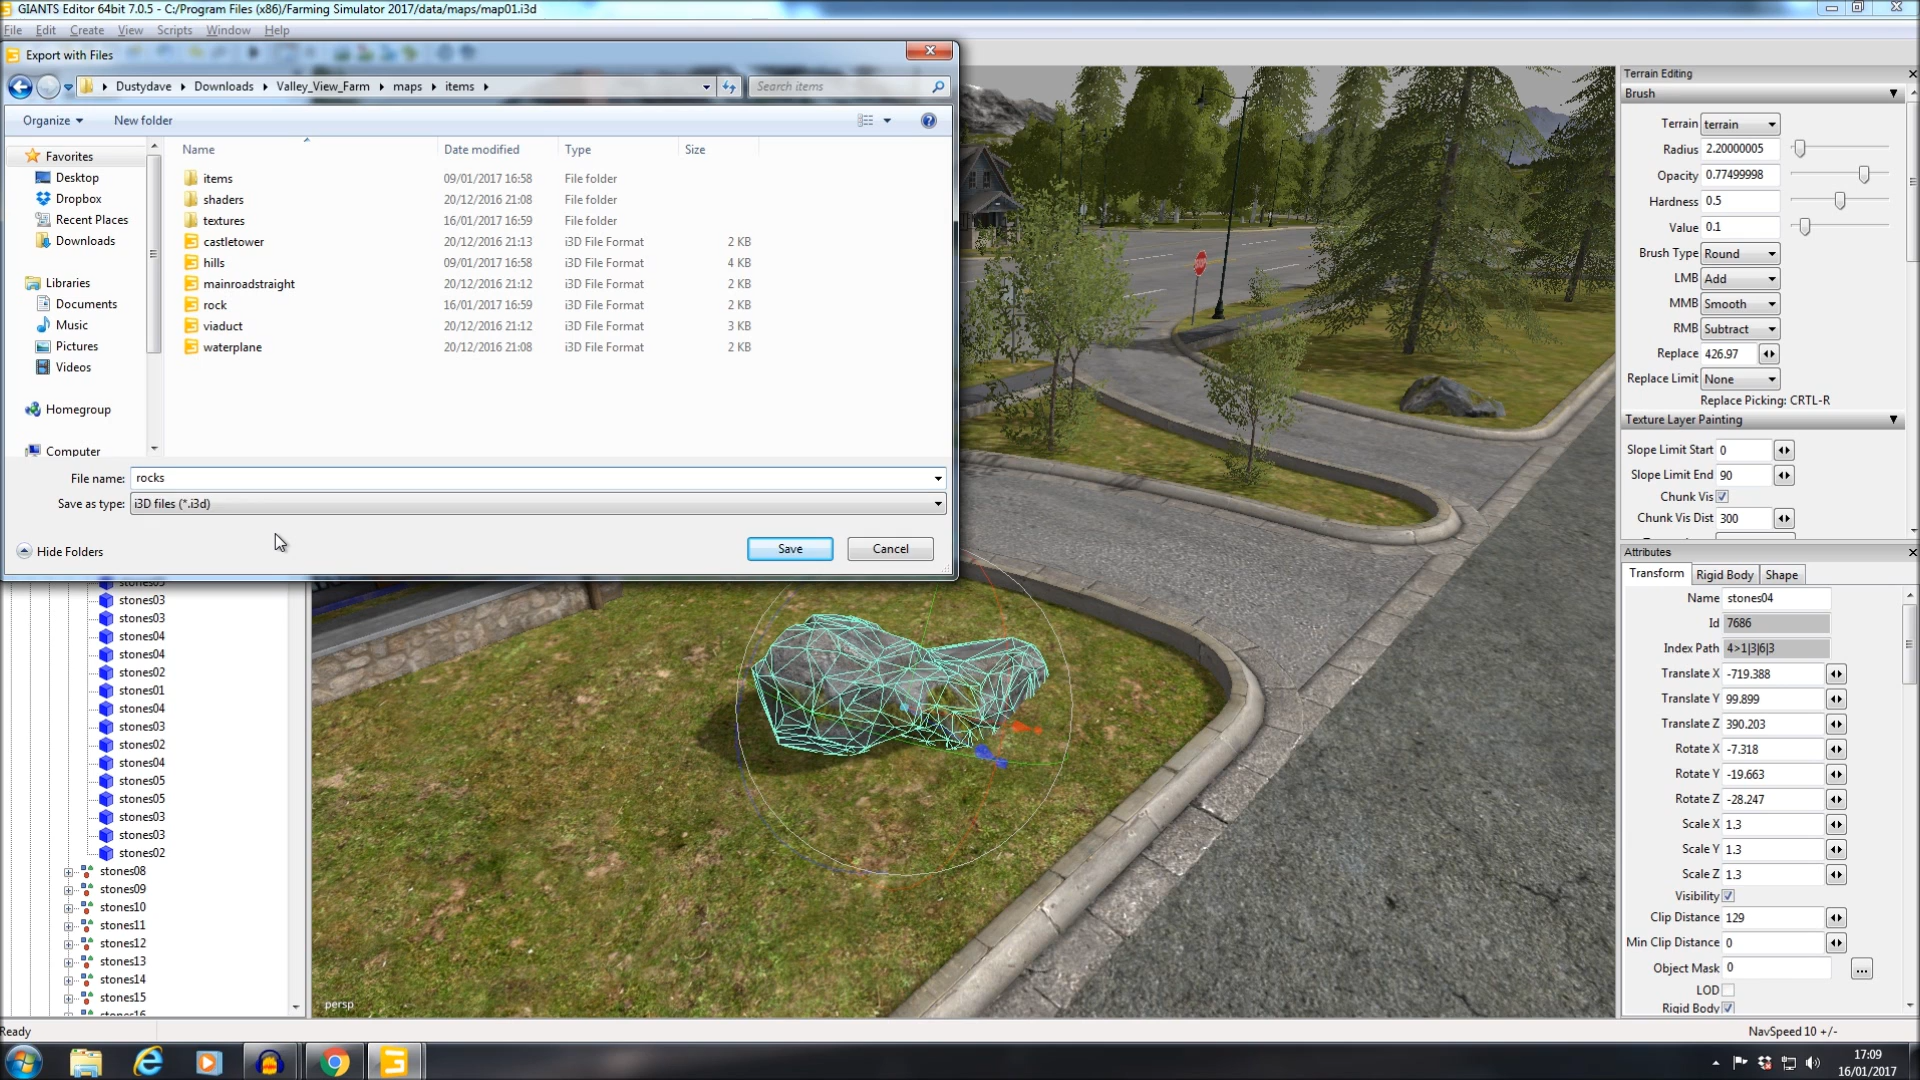 GIANTS Editor 64bit 7.0.5 - C:/Program Files (x86)/Farming Simulator 2017/data/maps/map01.i3d
File Edit Create View Scripts Window Help
Export with Files
Dustydave Downloads Valley_View_Farm maps items
Search items
Organize New folder
Name Date modified Type Size
items 09/01/2017 16:58 File folder
shaders 20/12/2016 21:08 File folder
textures 16/01/2017 16:59 File folder
castletower 20/12/2016 21:13 i3D File Format 2 KB
hills 09/01/2017 16:58 i3D File Format 4 KB
mainroadstraight 20/12/2016 21:12 i3D File Format 2 KB
rock 16/01/2017 16:59 i3D File Format 2 KB
viaduct 20/12/2016 21:12 i3D File Format 3 KB
waterplane 20/12/2016 21:08 i3D File Format 2 KB
Favorites
Desktop
Dropbox
Recent Places
Downloads
Libraries
Documents
Music
Pictures
Videos
Homegroup
Computer
File name: rocks
Save as type: i3D files (*.i3d)
Hide Folders
Save Cancel
stones03
stones03
stones04
stones04
stones02
stones01
stones04
stones03
stones02
stones04
stones05
stones05
stones03
stones03
stones02
stones08
stones09
stones10
stones11
stones12
stones13
stones14
stones15
persp
Terrain Editing
Brush
Terrain terrain
Radius 2.20000005
Opacity 0.77499998
Hardness 0.5
Value 0.1
Brush Type Round
LMB Add
MMB Smooth
RMB Subtract
Replace 426.97
Replace Limit None
Replace Picking: CRTL-R
Texture Layer Painting
Slope Limit Start 0
Slope Limit End 90
Chunk Vis
Chunk Vis Dist 300
Attributes
Transform Rigid Body Shape
Name stones04
Id 7686
Index Path 4>1|3|6|3
Translate X -719.388
Translate Y 99.899
Translate Z 390.203
Rotate X -7.318
Rotate Y -19.663
Rotate Z -28.247
Scale X 1.3
Scale Y 1.3
Scale Z 1.3
Visibility
Clip Distance 129
Min Clip Distance 0
Object Mask 0
...
LOD
Rigid Body
Ready
NavSpeed 10 +/-
17:09
16/01/2017